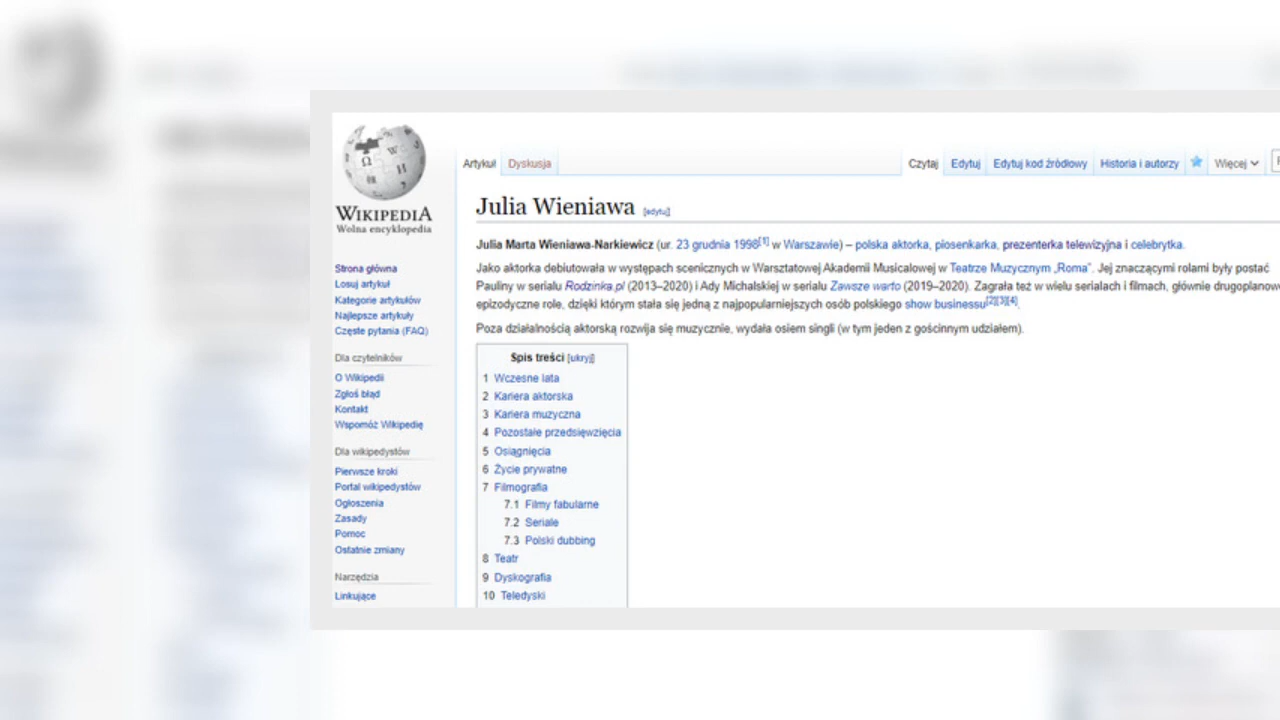 WIKIPEDIA
Wolna encyklopedia
Strona główna
Losuj artykuł
Kategorie artykułów
Najlepsze artykuły
Częste pytania (FAQ)
Dla czytelników
O Wikipedii
Zgłoś błąd
Kontakt
Wspomóż Wikipedię
Dla wikipedystów
Pierwsze kroki
Portal wikipedystów
Ogłoszenia
Zasady
Pomoc
Ostatnie zmiany
Narzędzia
Linkujące
Artykuł Dyskusja Czytaj Edytuj Edytuj kod źródłowy Historia i autorzy Więcej
Julia Wieniawa [edytuj]
Julia Marta Wieniawa-Narkiewicz (ur. 23 grudnia 1998[1] w Warszawie) – polska aktorka, piosenkarka, prezenterka telewizyjna i celebrytka.
Jako aktorka debiutowała w występach scenicznych w Warsztatowej Akademii Musicalowej w Teatrze Muzycznym „Roma”. Jej znaczącymi rolami były postać
Pauliny w serialu Rodzinka.pl (2013–2020) i Ady Michalskiej w serialu Zawsze warto (2019–2020). Zagrała też w wielu serialach i filmach, głównie drugoplanowe
epizodyczne role, dzięki którym stała się jedną z najpopularniejszych osób polskiego show businessu[2][3][4].
Poza działalnością aktorską rozwija się muzycznie, wydała osiem singli (w tym jeden z gościnnym udziałem).
Spis treści [ukryj]
1 Wczesne lata
2 Kariera aktorska
3 Kariera muzyczna
4 Pozostałe przedsięwzięcia
5 Osiągnięcia
6 Życie prywatne
7 Filmografia
7.1 Filmy fabularne
7.2 Seriale
7.3 Polski dubbing
8 Teatr
9 Dyskografia
10 Teledyski